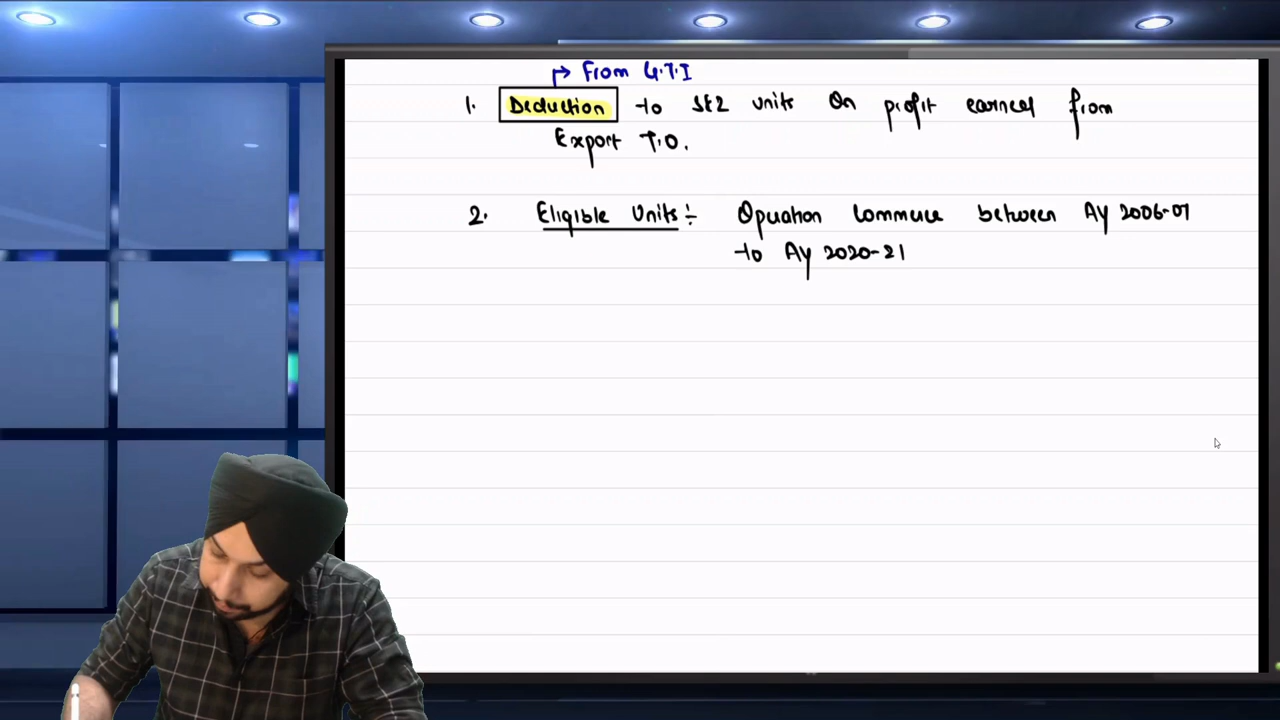 From G.T.I
1. Deduction to SEZ units on profit earned from
Export T.O.
2. Eligible Units :- Operation Commence between Ay 2006-07
to Ay 2020-21